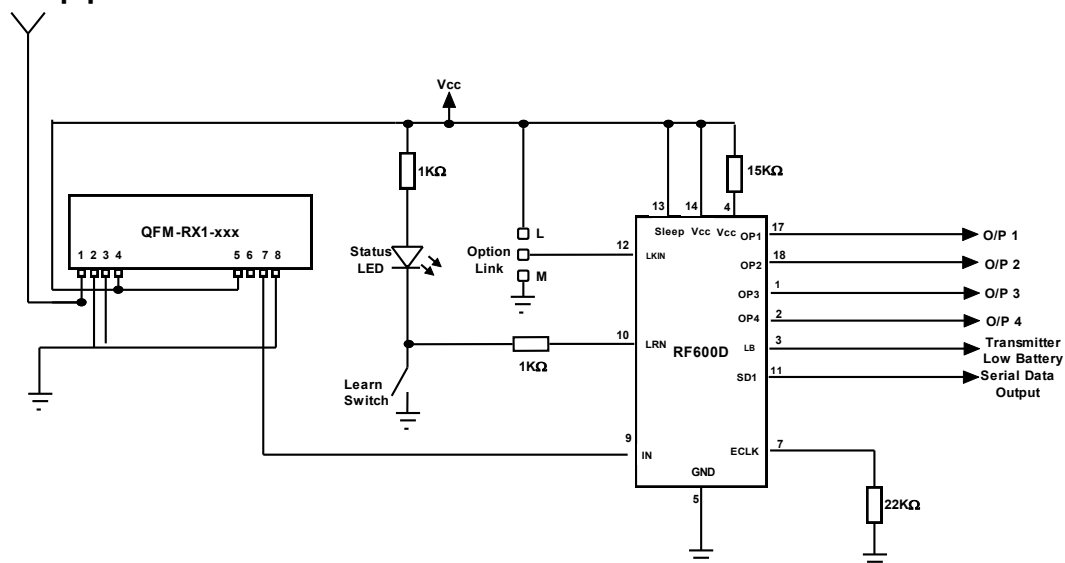 Vcc
1KΩ
15KΩ
QFM-RX1-xxx
1 2 3 4 5 6 7 8
Status
LED
Option
Link
L
M
13 14 4
Sleep Vcc Vcc
12 LKIN
10 LRN
1KΩ
RF600D
OP1 17 O/P 1
OP2 18 O/P 2
OP3 1 O/P 3
OP4 2 O/P 4
LB 3 Transmitter
Low Battery
SD1 11 Serial Data
Output
Learn
Switch
9 IN
ECLK 7
GND
5
22KΩ